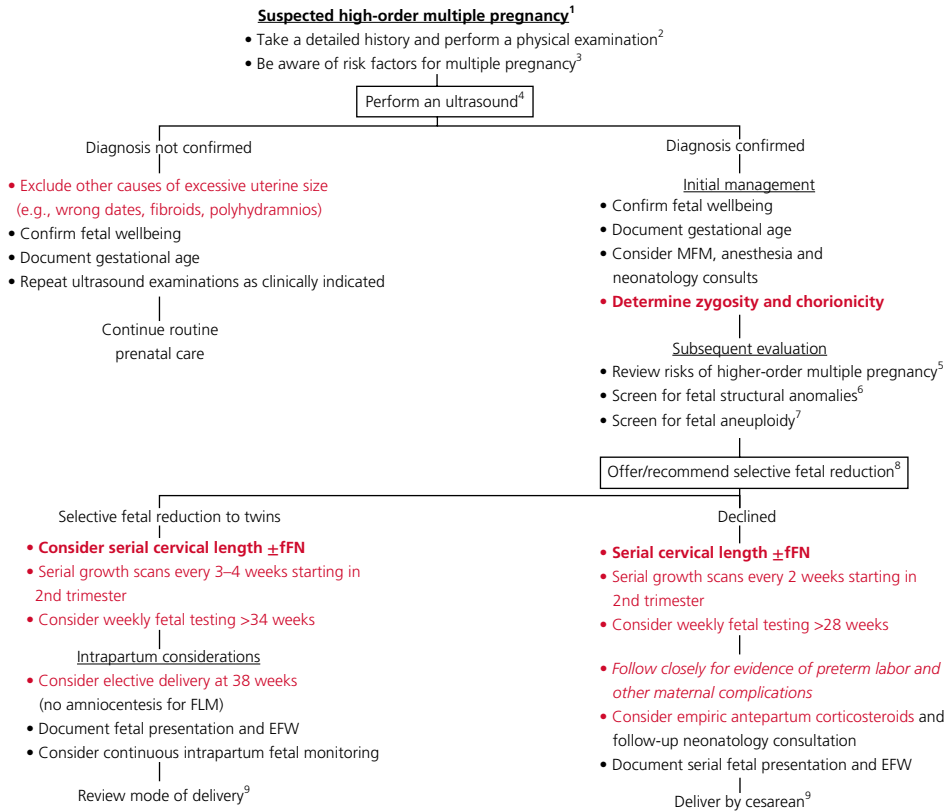 Suspected high-order multiple pregnancy¹
• Take a detailed history and perform a physical examination²
• Be aware of risk factors for multiple pregnancy³
Perform an ultrasound⁴
Diagnosis not confirmed
• Exclude other causes of excessive uterine size
(e.g., wrong dates, fibroids, polyhydramnios)
• Confirm fetal wellbeing
• Document gestational age
• Repeat ultrasound examinations as clinically indicated
Continue routine
prenatal care
Diagnosis confirmed
Initial management
• Confirm fetal wellbeing
• Document gestational age
• Consider MFM, anesthesia and
neonatology consults
• Determine zygosity and chorionicity
Subsequent evaluation
• Review risks of higher-order multiple pregnancy⁵
• Screen for fetal structural anomalies⁶
• Screen for fetal aneuploidy⁷
Offer/recommend selective fetal reduction⁸
Selective fetal reduction to twins
• Consider serial cervical length ±fFN
• Serial growth scans every 3–4 weeks starting in
2nd trimester
• Consider weekly fetal testing >34 weeks
Intrapartum considerations
• Consider elective delivery at 38 weeks
(no amniocentesis for FLM)
• Document fetal presentation and EFW
• Consider continuous intrapartum fetal monitoring
Review mode of delivery⁹
Declined
• Serial cervical length ±fFN
• Serial growth scans every 2 weeks starting in
2nd trimester
• Consider weekly fetal testing >28 weeks
• Follow closely for evidence of preterm labor and
other maternal complications
• Consider empiric antepartum corticosteroids and
follow-up neonatology consultation
• Document serial fetal presentation and EFW
Deliver by cesarean⁹